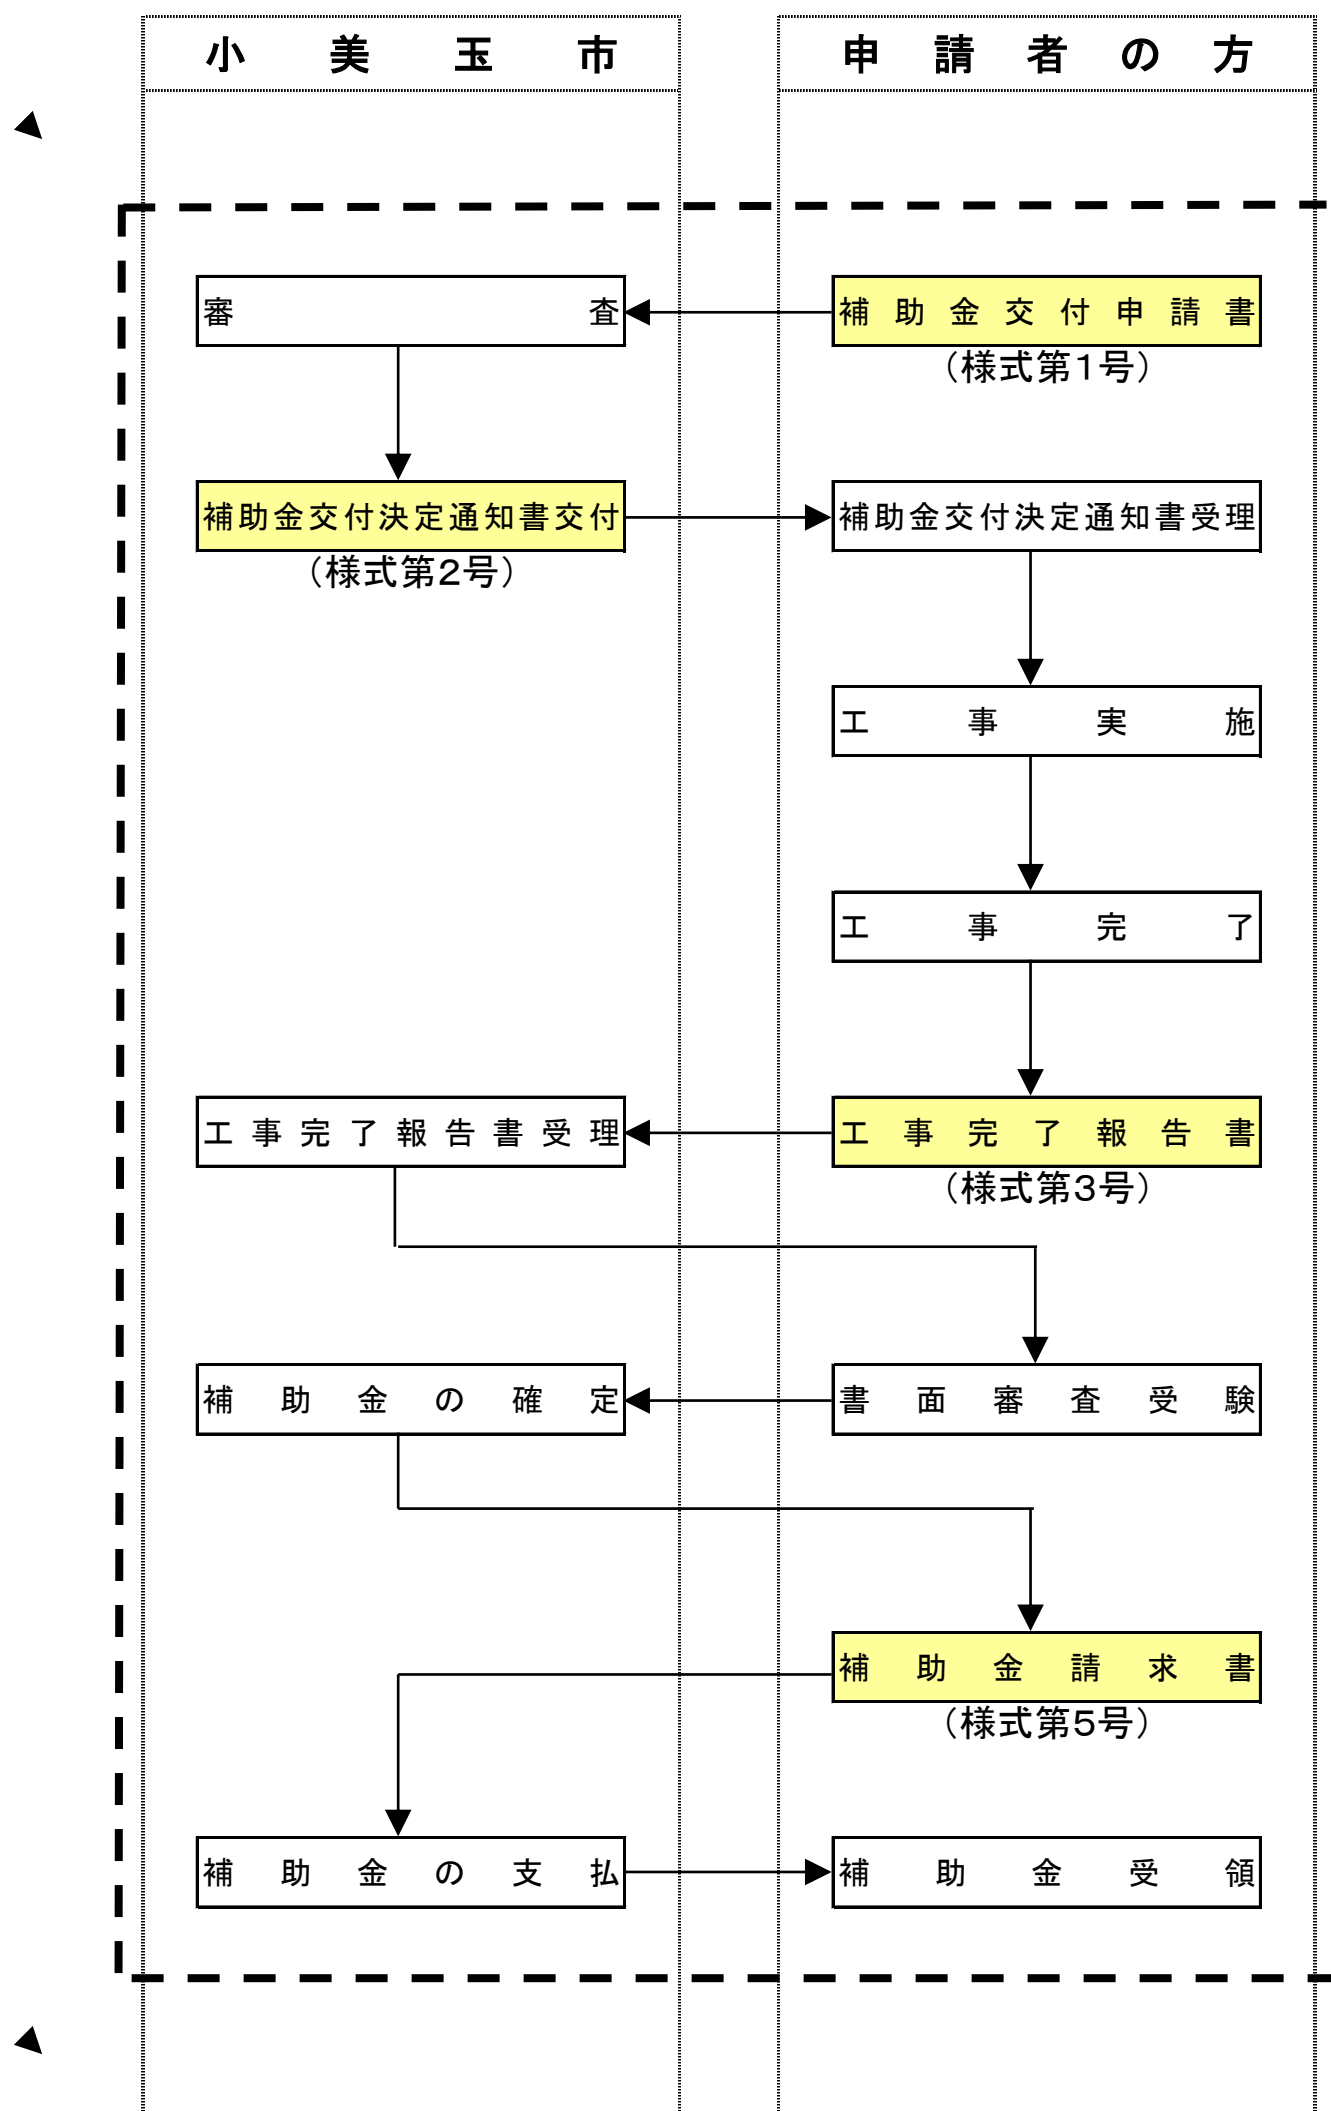 小美玉市
申請者の方
審査
補助金交付申請書
（様式第１号）
補助金交付決定通知書交付
補助金交付決定通知書受理
（様式第２号）
工事実施
工事完了
工事完了報告書受理
工事完了報告書
（様式第３号）
補助金の確定
書面審査受験
補助金請求書
（様式第５号）
補助金の支払
補助金受領